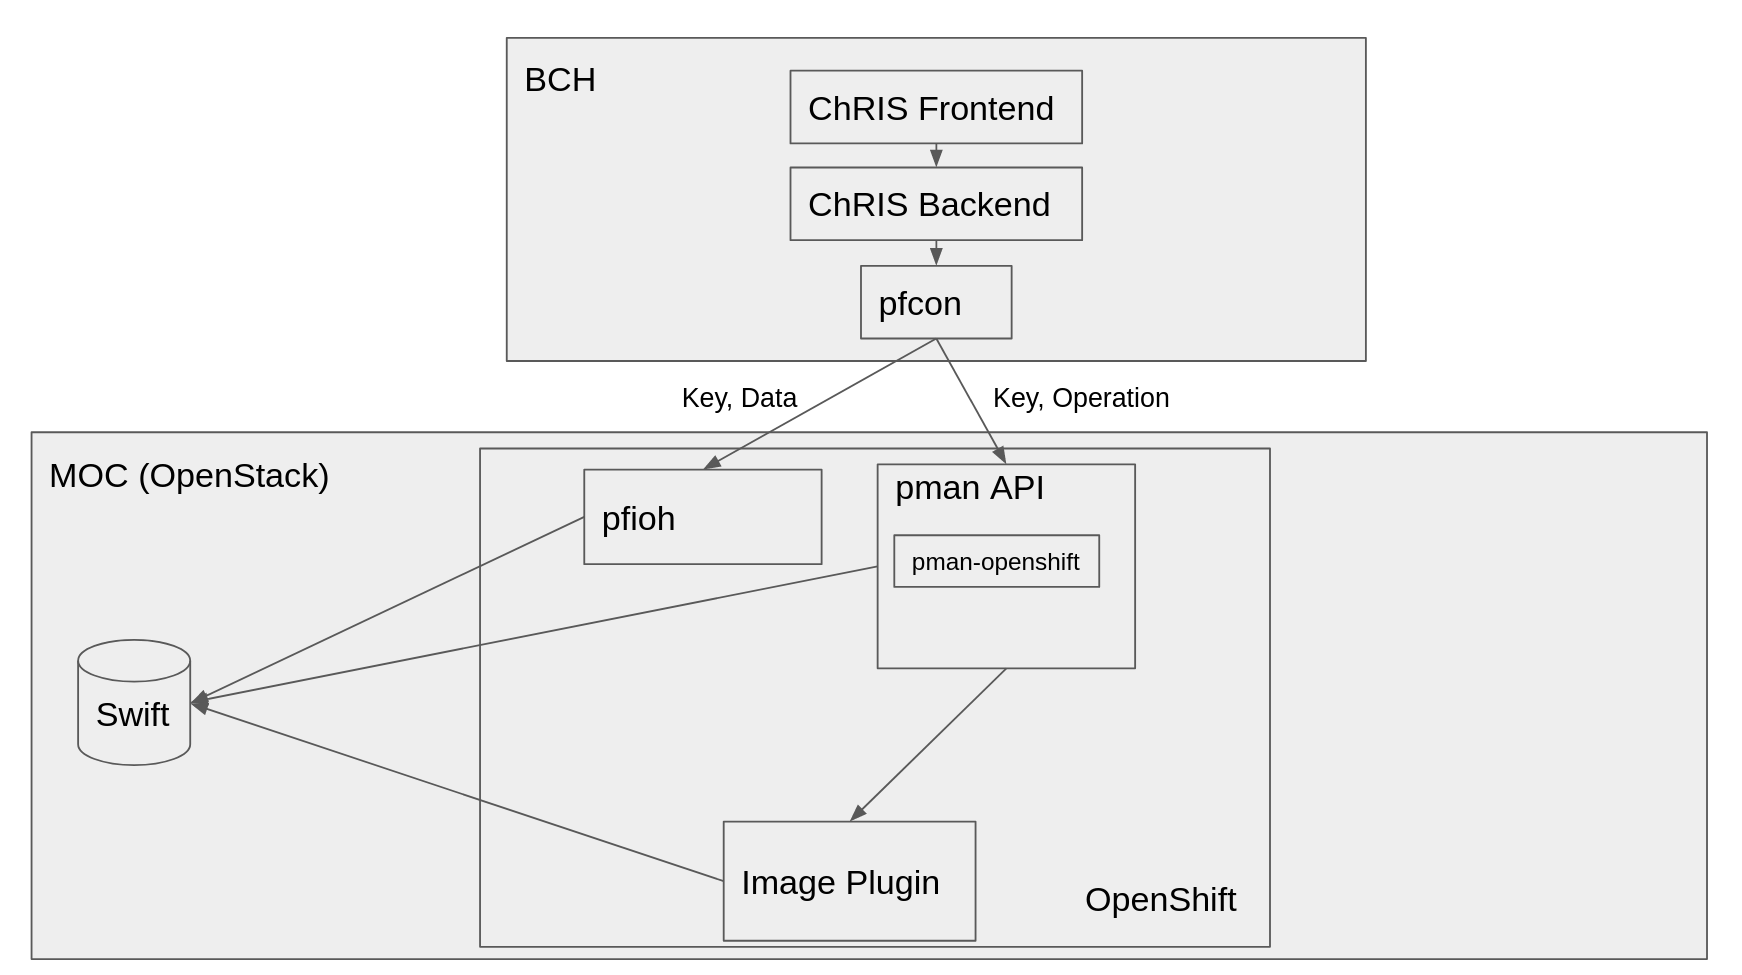 BCH
ChRIS Frontend
ChRIS Backend
pfcon
Key, Data
Key, Operation
MOC (OpenStack)
pfioh
pman API
pman-openshift
Swift
Image Plugin
OpenShift